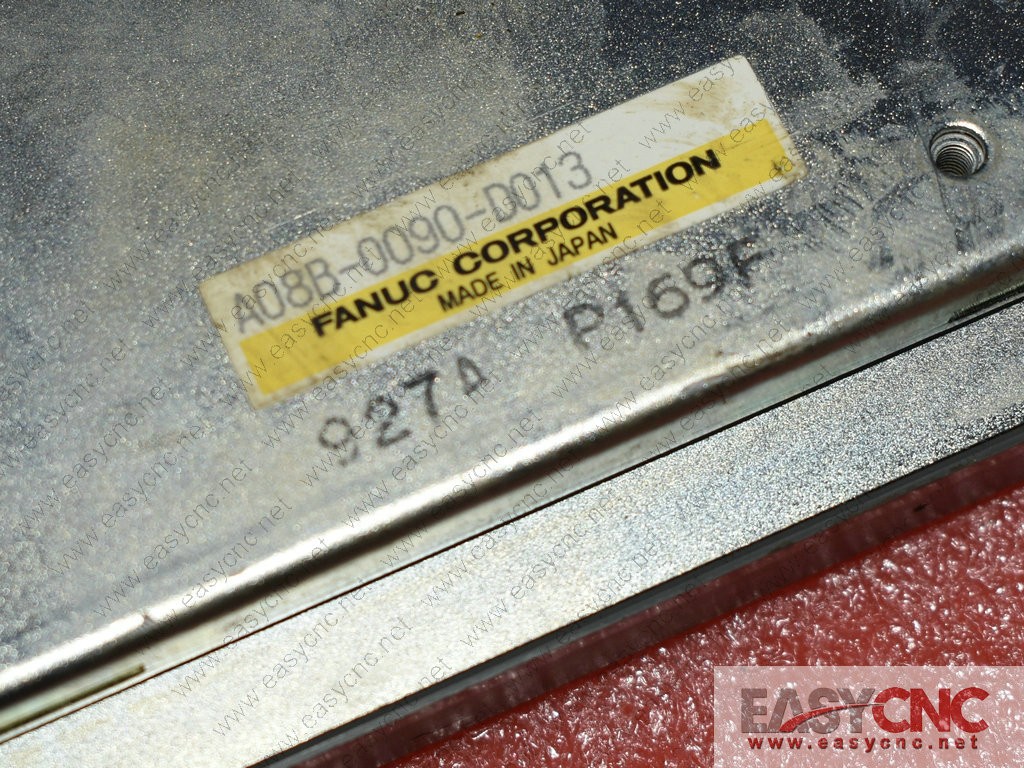 A08B-0090-D013
FANUC CORPORATION
MADE IN JAPAN
927A P169F
EASYCNC
www.easycnc.net